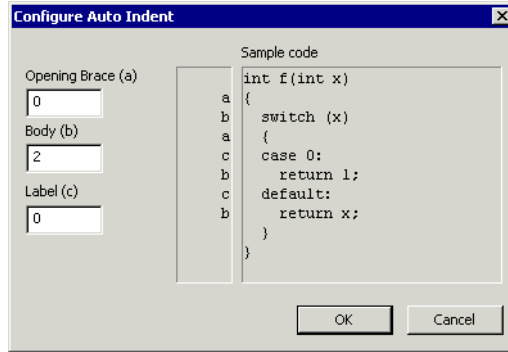 Configure Auto Indent
Sample code
Opening Brace (a)
0
Body (b)
2
Label (c)
0
int f(int x)
a {
b   switch (x)
a   {
c   case 0:
b     return 1;
c   default:
b     return x;
  }
}
OK
Cancel